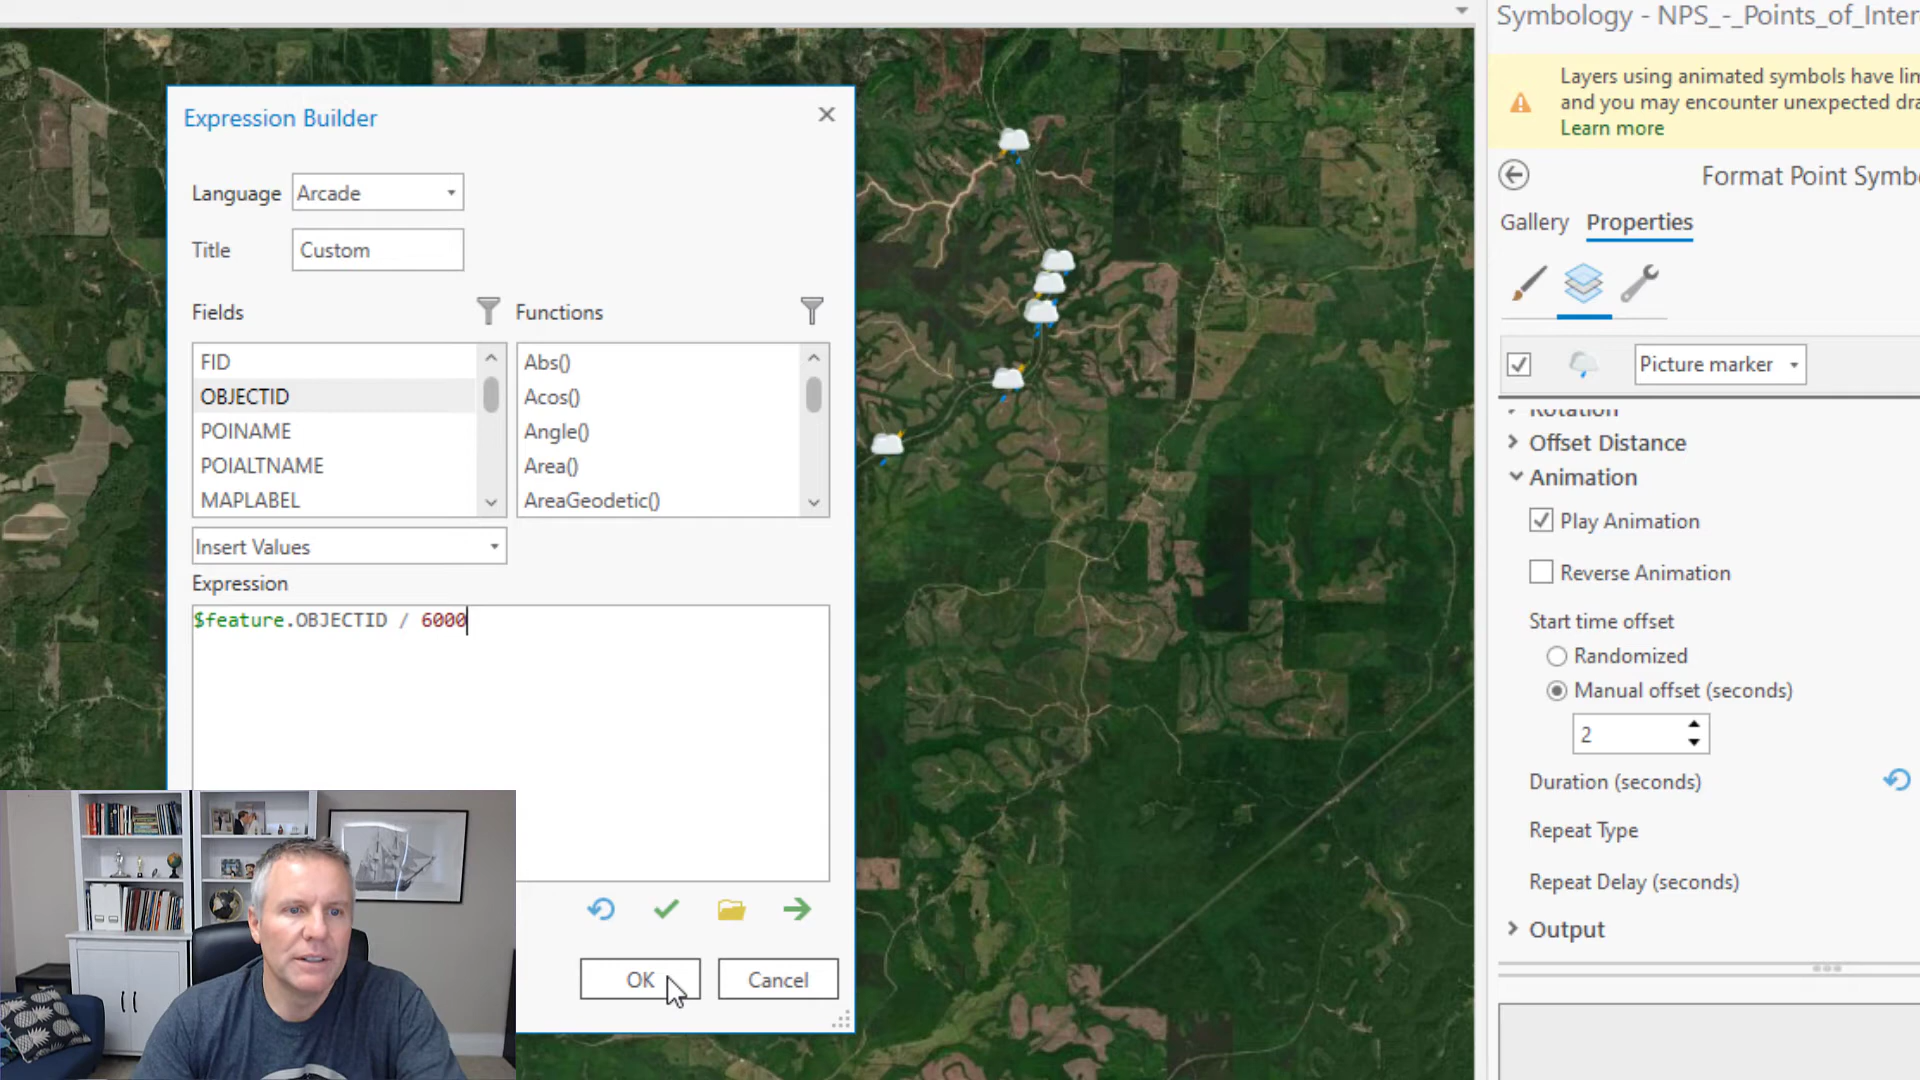 Symbology - NPS_-_Points_of_Inter
Layers using animated symbols have lim
and you may encounter unexpected dra
Learn more
Format Point Symbo
Gallery Properties
Picture marker
Rotation
Offset Distance
Animation
Play Animation
Reverse Animation
Start time offset
Randomized
Manual offset (seconds)
2
Duration (seconds)
Repeat Type
Repeat Delay (seconds)
Output
Expression Builder
Language Arcade
Title Custom
Fields
FID
OBJECTID
POINAME
POIALTNAME
MAPLABEL
Functions
Abs()
Acos()
Angle()
Area()
AreaGeodetic()
Insert Values
Expression
$feature.OBJECTID / 6000
OK Cancel